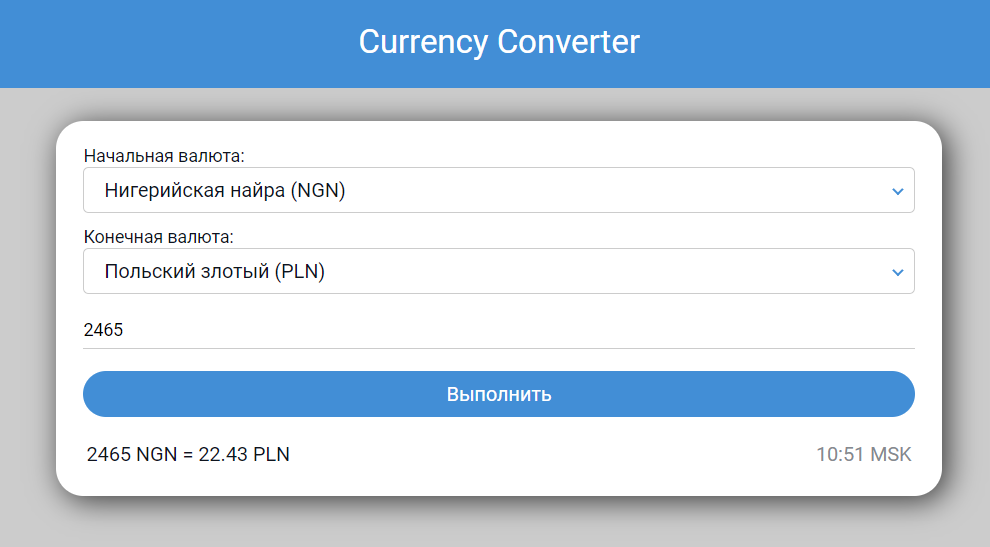 Currency Converter
Начальная валюта:
Нигерийская найра (NGN)
Конечная валюта:
Польский злотый (PLN)
2465
Выполнить
2465 NGN = 22.43 PLN 10:51 MSK